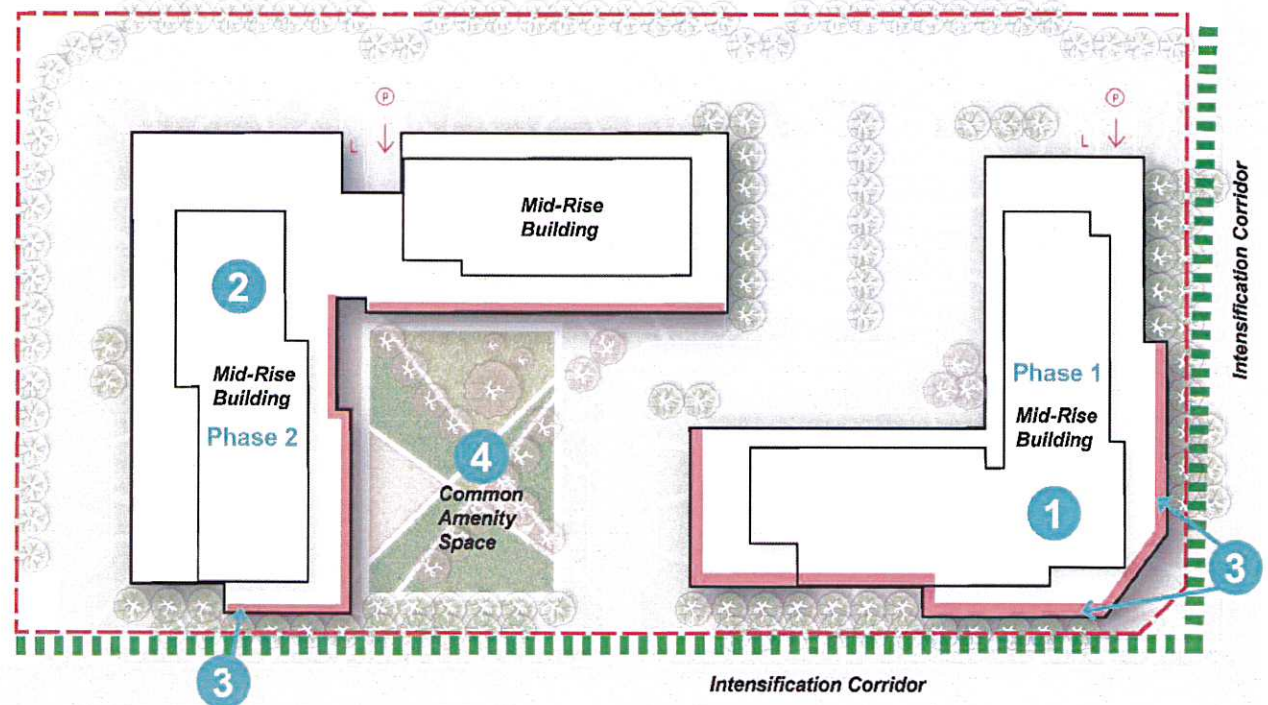 P
L
Mid-Rise
Building
2
Mid-Rise
Building
Phase 2
4
Common
Amenity
Space
3
P
L
Phase 1
Mid-Rise
Building
1
3
Intensification Corridor
Intensification Corridor